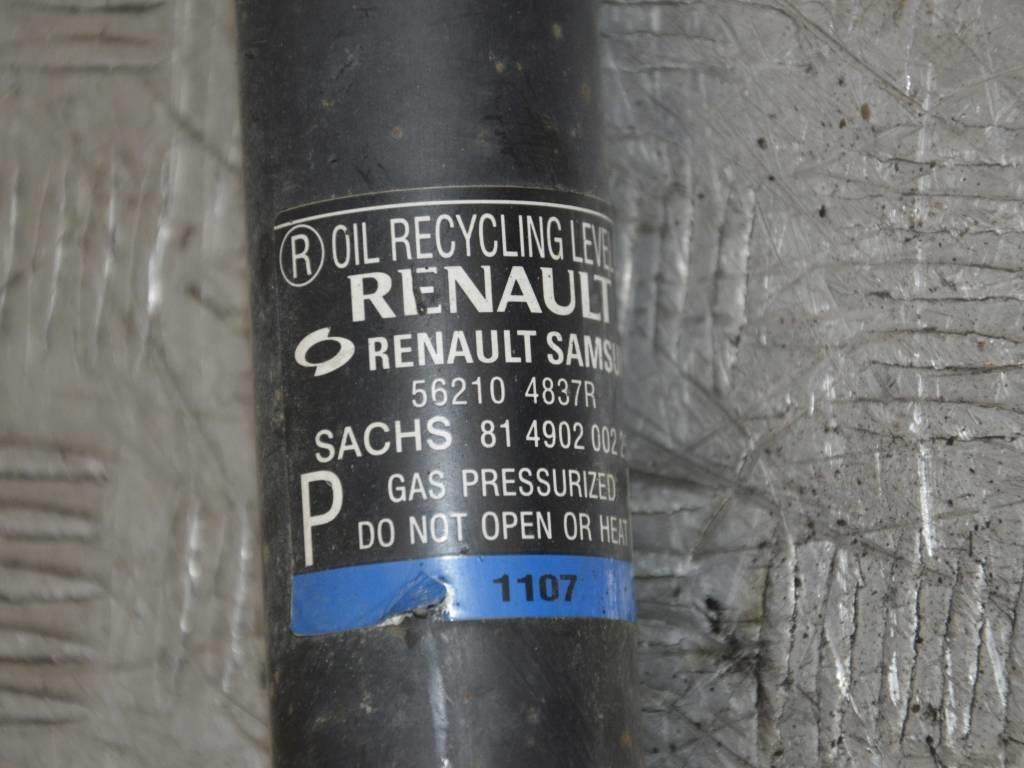 R OIL RECYCLING LEVEL
RENAULT
RENAULT SAMSU
56210 4837R
SACHS 81 4902 002
P GAS PRESSURIZED
DO NOT OPEN OR HEAT
1107